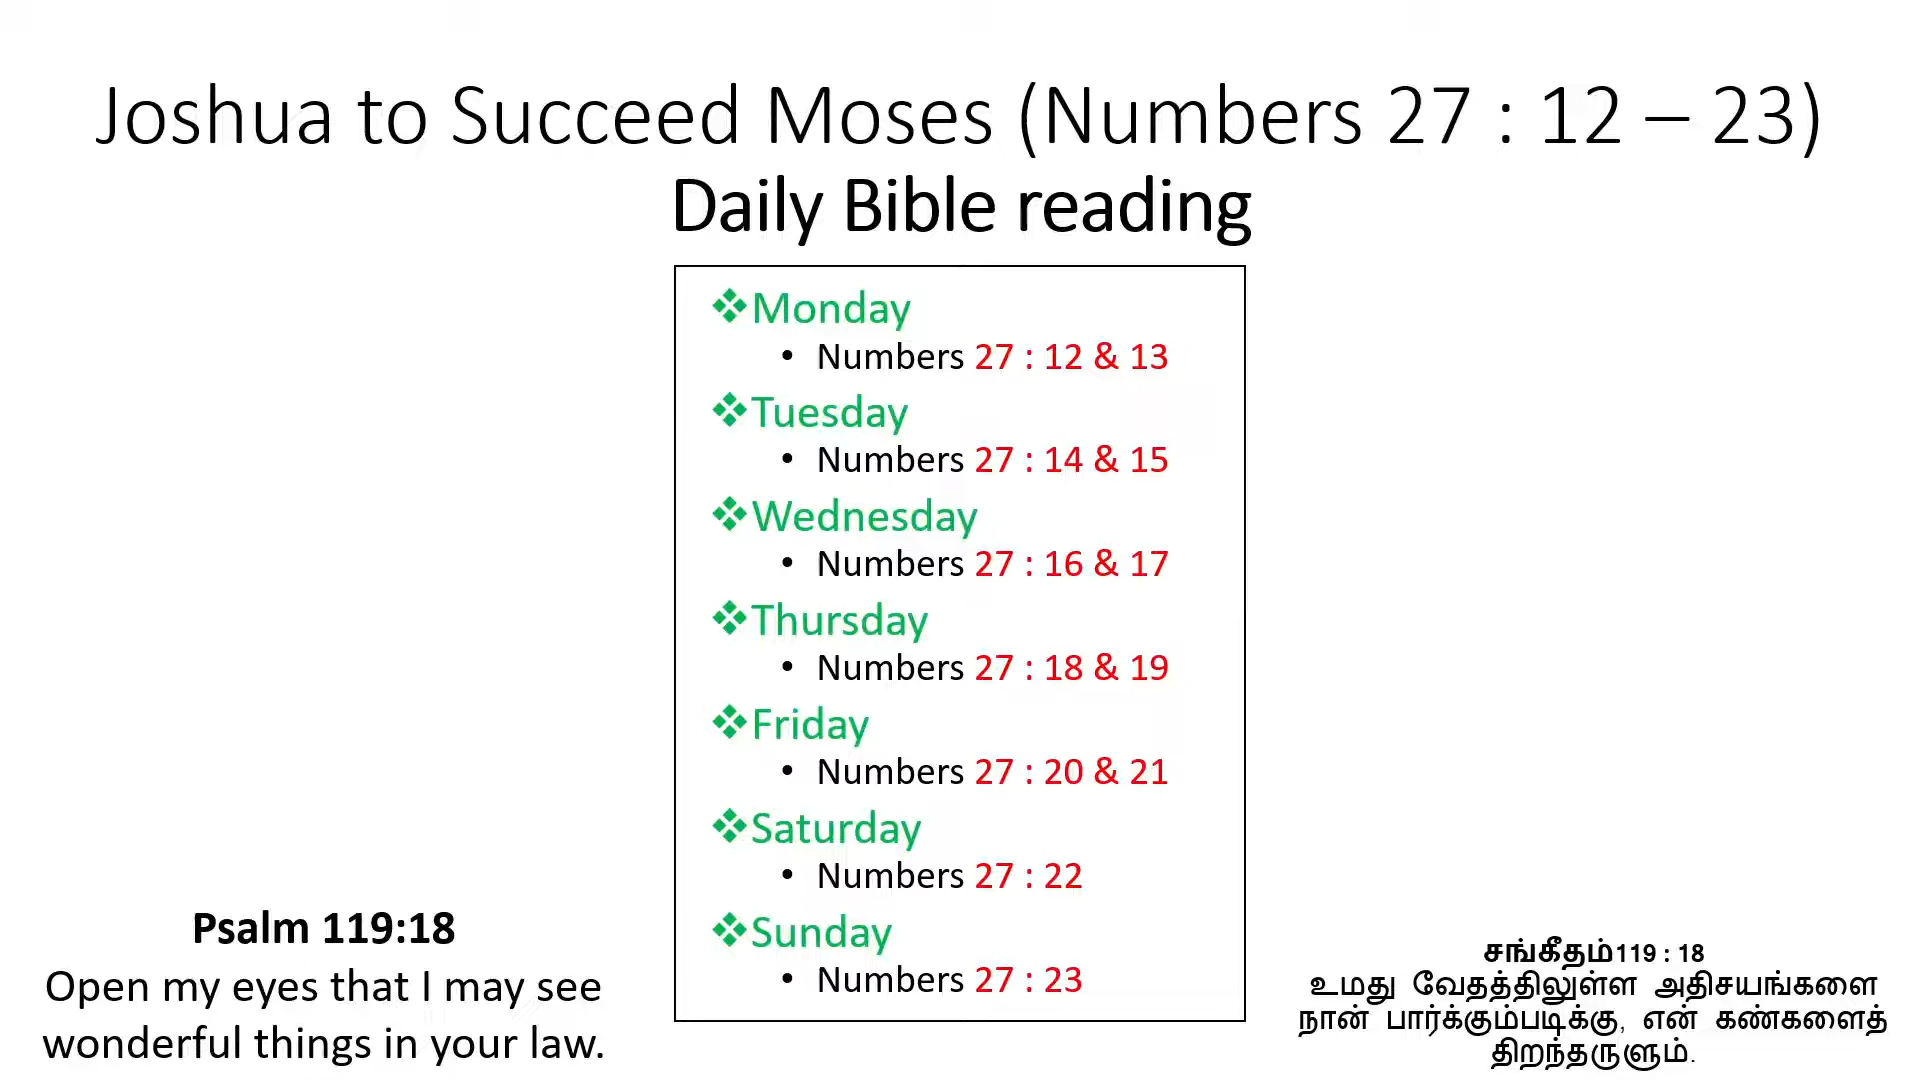 Joshua to Succeed Moses (Numbers 27 : 12 – 23)
Daily Bible reading
❖Monday
• Numbers 27 : 12 & 13
❖Tuesday
• Numbers 27 : 14 & 15
❖Wednesday
• Numbers 27 : 16 & 17
❖Thursday
• Numbers 27 : 18 & 19
❖Friday
• Numbers 27 : 20 & 21
❖Saturday
• Numbers 27 : 22
❖Sunday
• Numbers 27 : 23
Psalm 119:18
Open my eyes that I may see
wonderful things in your law.
சங்கீதம்119 : 18
உமது வேதத்திலுள்ள அதிசயங்களை
நான் பார்க்கும்படிக்கு, என் கண்களைத்
திறந்தருளும்.